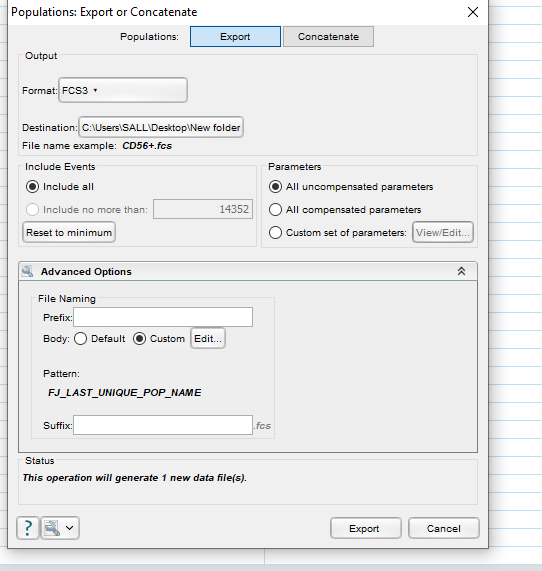 Populations: Export or Concatenate
Populations: Export Concatenate
Output
Format: FCS3
Destination: C:\Users\SALL\Desktop\New folder
File name example: CD56+.fcs
Include Events
Include all
Include no more than: 14352
Reset to minimum
Parameters
All uncompensated parameters
All compensated parameters
Custom set of parameters: View/Edit...
Advanced Options
File Naming
Prefix:
Body: Default Custom Edit...
Pattern:
FJ_LAST_UNIQUE_POP_NAME
Suffix: .fcs
Status
This operation will generate 1 new data file(s).
? Export Cancel